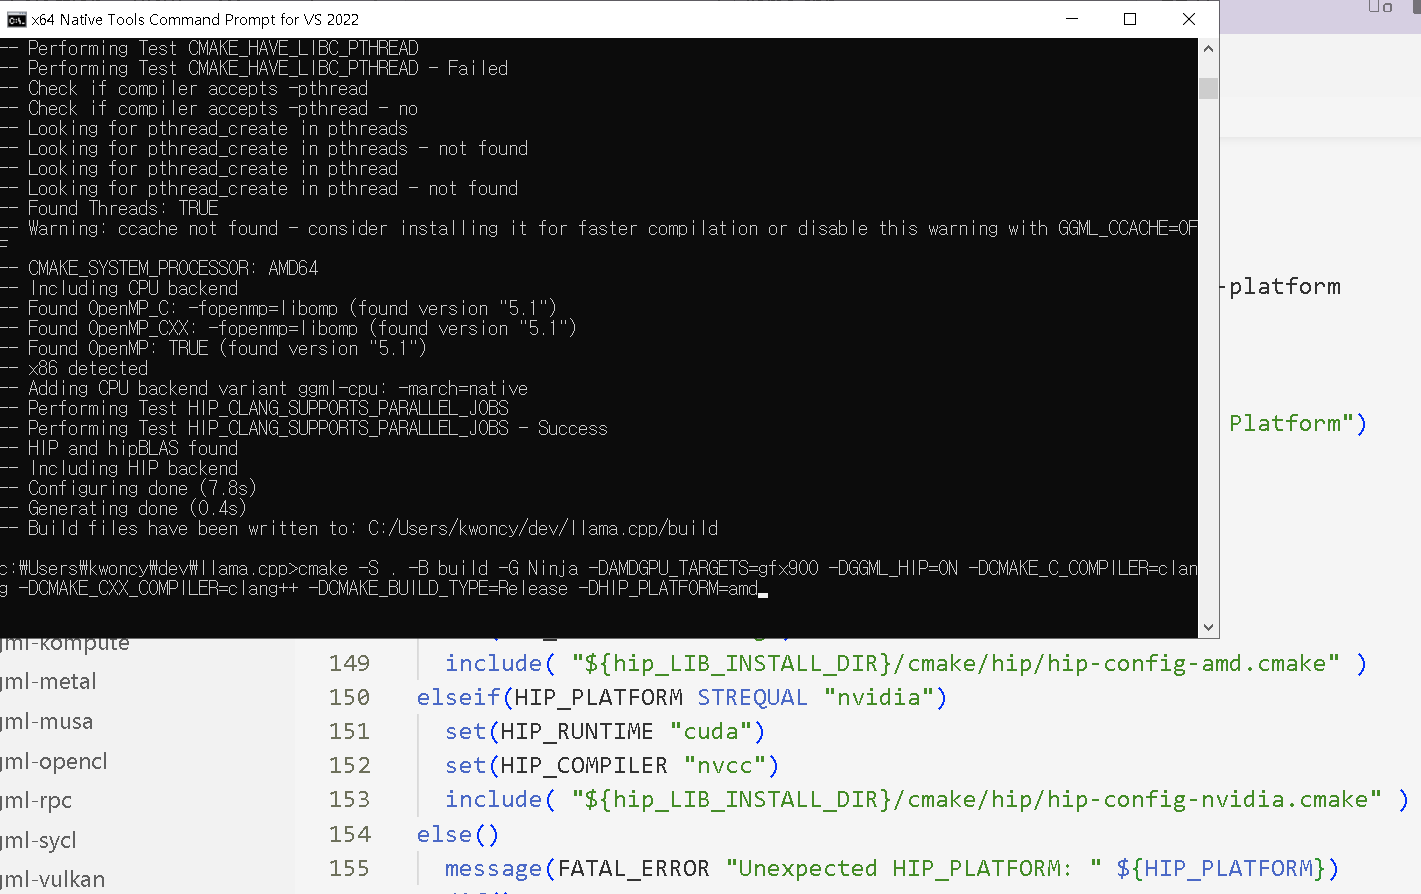 x64 Native Tools Command Prompt for VS 2022
-- Performing Test CMAKE_HAVE_LIBC_PTHREAD
-- Performing Test CMAKE_HAVE_LIBC_PTHREAD - Failed
-- Check if compiler accepts -pthread
-- Check if compiler accepts -pthread - no
-- Looking for pthread_create in pthreads
-- Looking for pthread_create in pthreads - not found
-- Looking for pthread_create in pthread
-- Looking for pthread_create in pthread - not found
-- Found Threads: TRUE
-- Warning: ccache not found - consider installing it for faster compilation or disable this warning with GGML_CCACHE=OF
F
-- CMAKE_SYSTEM_PROCESSOR: AMD64
-- Including CPU backend
-- Found OpenMP_C: -fopenmp=libomp (found version "5.1")
-- Found OpenMP_CXX: -fopenmp=libomp (found version "5.1")
-- Found OpenMP: TRUE (found version "5.1")
-- x86 detected
-- Adding CPU backend variant ggml-cpu: -march=native
-- Performing Test HIP_CLANG_SUPPORTS_PARALLEL_JOBS
-- Performing Test HIP_CLANG_SUPPORTS_PARALLEL_JOBS - Success
-- HIP and hipBLAS found
-- Including HIP backend
-- Configuring done (7.8s)
-- Generating done (0.4s)
-- Build files have been written to: C:/Users/kwoncy/dev/llama.cpp/build
c:₩Users₩kwoncy₩dev₩llama.cpp>cmake -S . -B build -G Ninja -DAMDGPU_TARGETS=gfx900 -DGGML_HIP=ON -DCMAKE_C_COMPILER=clan
g -DCMAKE_CXX_COMPILER=clang++ -DCMAKE_BUILD_TYPE=Release -DHIP_PLATFORM=amd
-platform
Platform")
gml-kompute
gml-metal
gml-musa
gml-opencl
gml-rpc
gml-sycl
gml-vulkan
149 include( "${hip_LIB_INSTALL_DIR}/cmake/hip/hip-config-amd.cmake" )
150 elseif(HIP_PLATFORM STREQUAL "nvidia")
151 set(HIP_RUNTIME "cuda")
152 set(HIP_COMPILER "nvcc")
153 include( "${hip_LIB_INSTALL_DIR}/cmake/hip/hip-config-nvidia.cmake" )
154 else()
155 message(FATAL_ERROR "Unexpected HIP_PLATFORM: " ${HIP_PLATFORM})